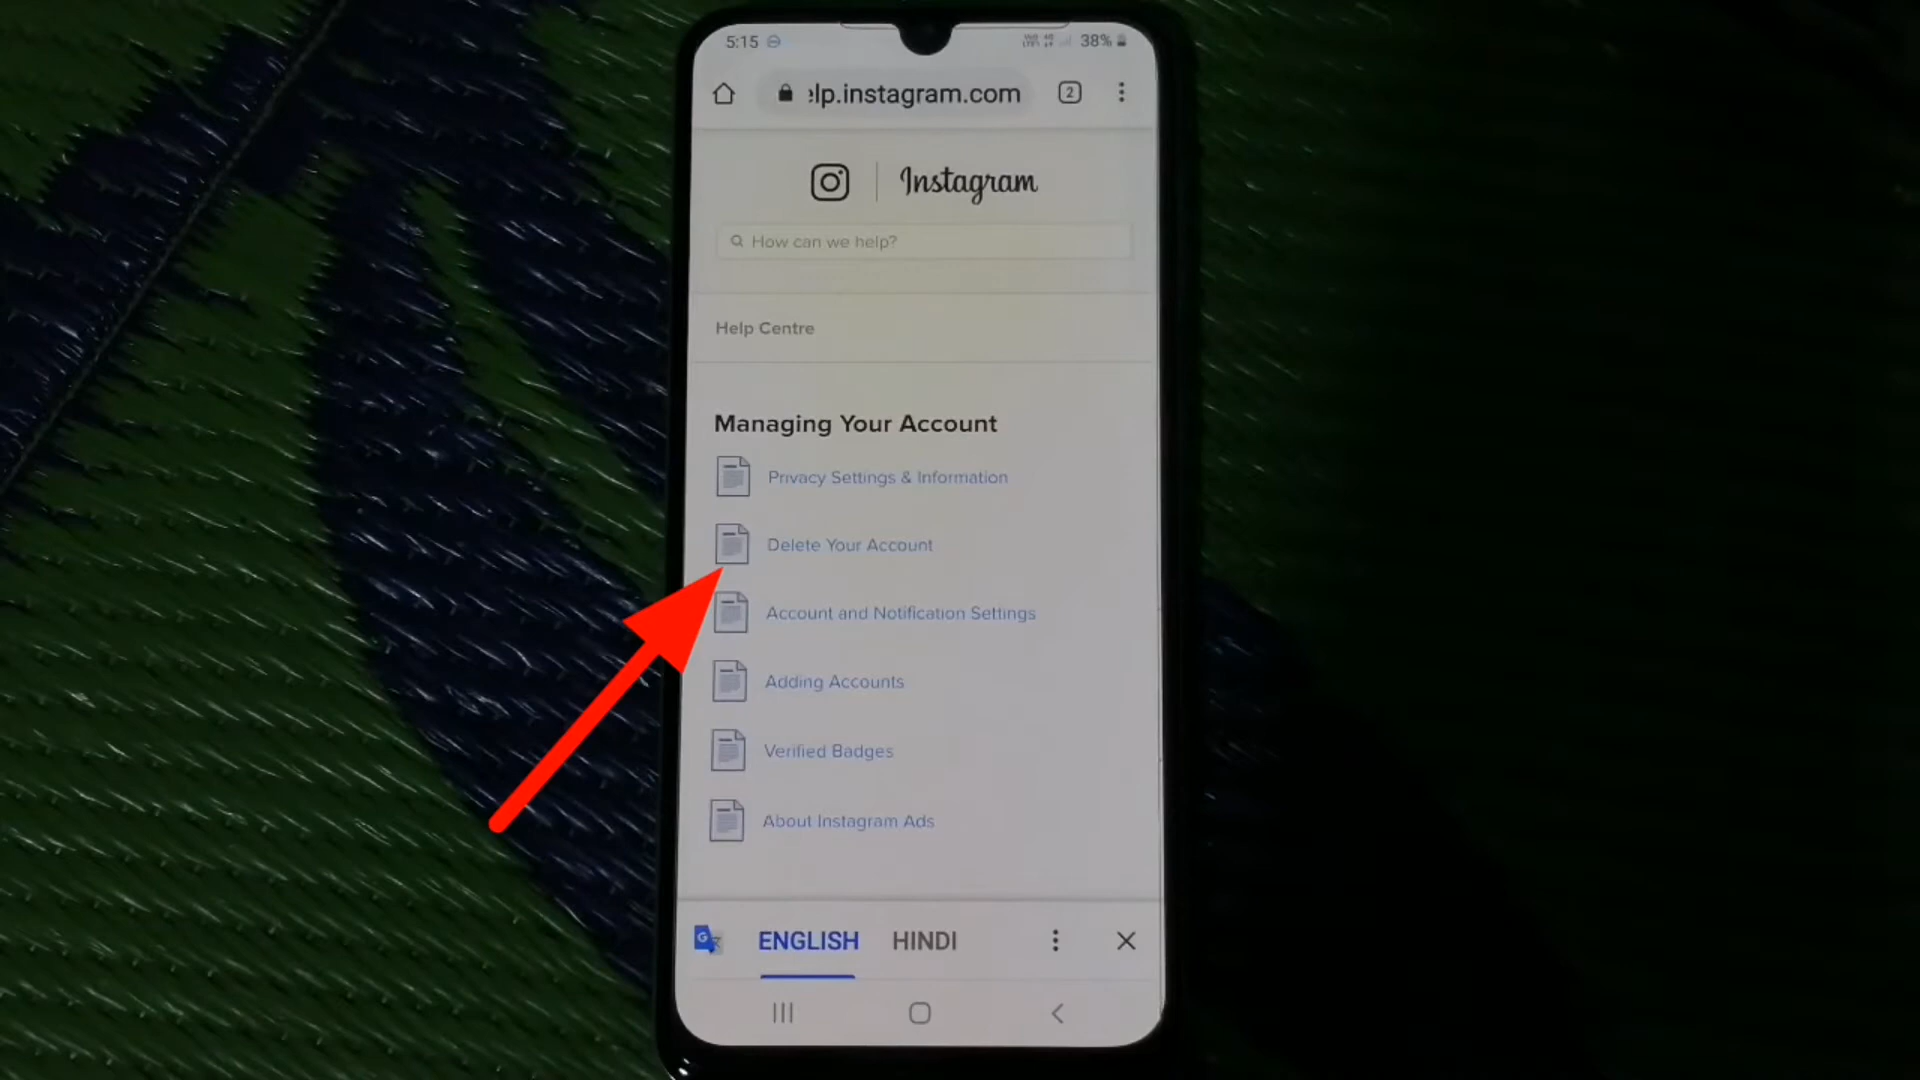 5:15 38%
elp.instagram.com 2
Instagram
How can we help?
Help Centre
Managing Your Account
Privacy Settings & Information
Delete Your Account
Account and Notification Settings
Adding Accounts
Verified Badges
About Instagram Ads
ENGLISH HINDI